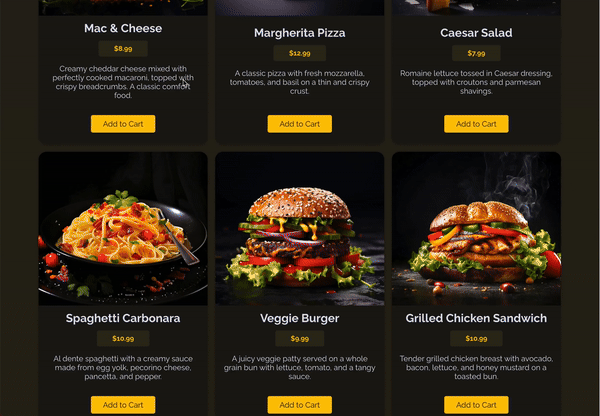 Mac & Cheese
$8.99
Creamy cheddar cheese mixed with
perfectly cooked macaroni, topped with
crispy breadcrumbs. A classic comfort
food.
Add to Cart
Margherita Pizza
$12.99
A classic pizza with fresh mozzarella,
tomatoes, and basil on a thin and crispy
crust.
Add to Cart
Caesar Salad
$7.99
Romaine lettuce tossed in Caesar dressing,
topped with croutons and parmesan
shavings.
Add to Cart
Spaghetti Carbonara
$10.99
Al dente spaghetti with a creamy sauce
made from egg yolk, pecorino cheese,
pancetta, and pepper.
Add to Cart
Veggie Burger
$9.99
A juicy veggie patty served on a whole
grain bun with lettuce, tomato, and a tangy
sauce.
Add to Cart
Grilled Chicken Sandwich
$10.99
Tender grilled chicken breast with avocado,
bacon, lettuce, and honey mustard on a
toasted bun.
Add to Cart